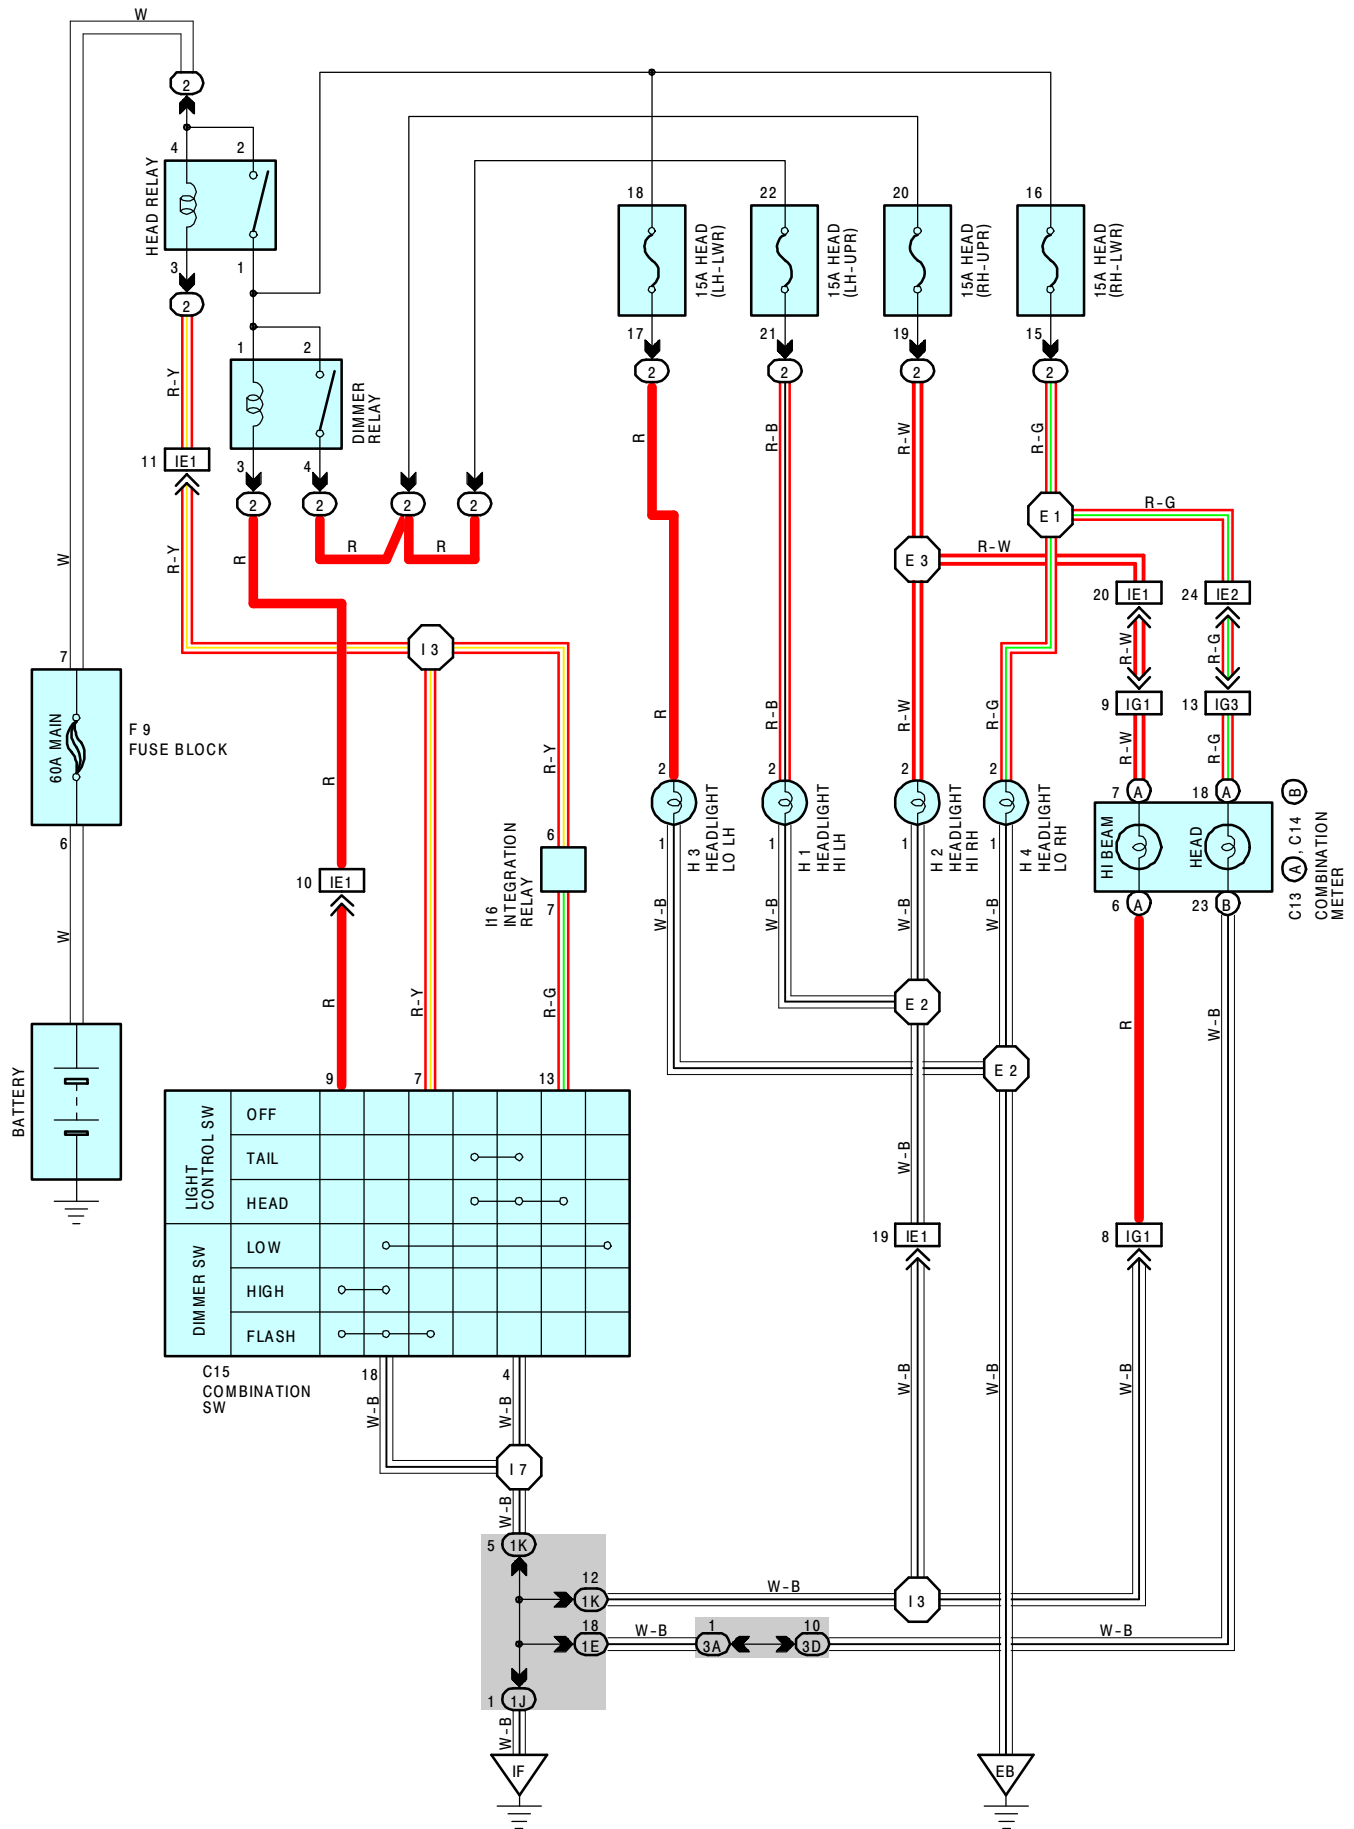 W
2
4
2
HEAD RELAY
3
1
2
1
2
DIMMER
RELAY
3
4
2
2
2
2
R
R
R
R-Y
11
IE1
R-Y
18
22
20
16
15A HEAD
(LH-LWR)
15A HEAD
(LH-UPR)
15A HEAD
(RH-UPR)
15A HEAD
(RH-LWR)
17
21
19
15
2
2
2
2
R
R-B
R-W
R-G
E 1
R-G
E 3
R-W
20
IE1
24
IE2
R-W
R-G
9
IG1
13
IG3
R-W
R-G
W
7
60A MAIN
F 9
FUSE BLOCK
6
W
BATTERY
I 3
R
R-Y
R
R-B
R-W
R-G
2
2
2
2
H 3
HEADLIGHT
LO LH
H 1
HEADLIGHT
HI LH
H 2
HEADLIGHT
HI RH
H 4
HEADLIGHT
LO RH
1
1
1
1
7
A
18
A
B
HI BEAM
HEAD
C13 A , C14 B
COMBINATION
METER
6
A
23
B
10
IE1
6
I16
INTEGRATION
RELAY
7
W-B
W-B
W-B
W-B
R
R-Y
R-G
E 2
E 2
R
W-B
9
7
13
LIGHT
CONTROL SW
OFF
TAIL
HEAD
DIMMER SW
LOW
HIGH
FLASH
C15
COMBINATION
SW
18
4
W-B
W-B
W-B
19
IE1
8
IG1
W-B
W-B
W-B
I 7
W-B
5
1K
12
1K
W-B
I 3
18
1E
W-B
1
3A
10
3D
W-B
1
1J
W-B
IF
EB